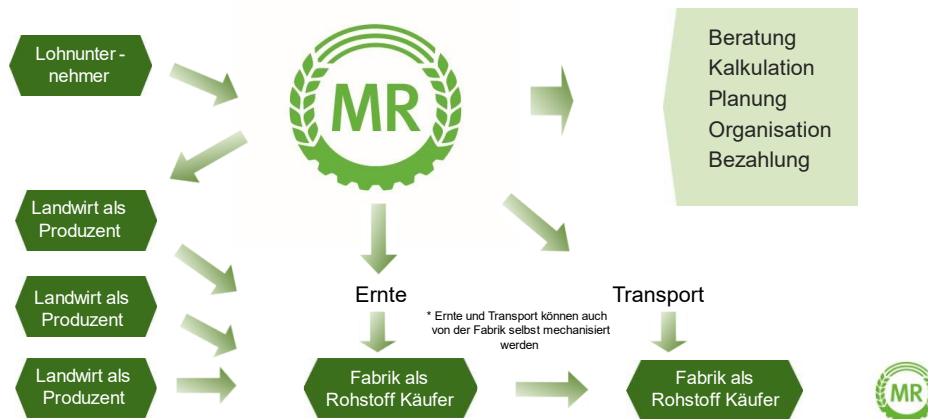 Lohnunter -
nehmer
MR
Beratung
Kalkulation
Planung
Organisation
Bezahlung
Landwirt als
Produzent
Landwirt als
Produzent
Landwirt als
Produzent
Ernte
Transport
* Ernte und Transport können auch
von der Fabrik selbst mechanisiert
werden
Fabrik als
Rohstoff Käufer
Fabrik als
Rohstoff Käufer
MR